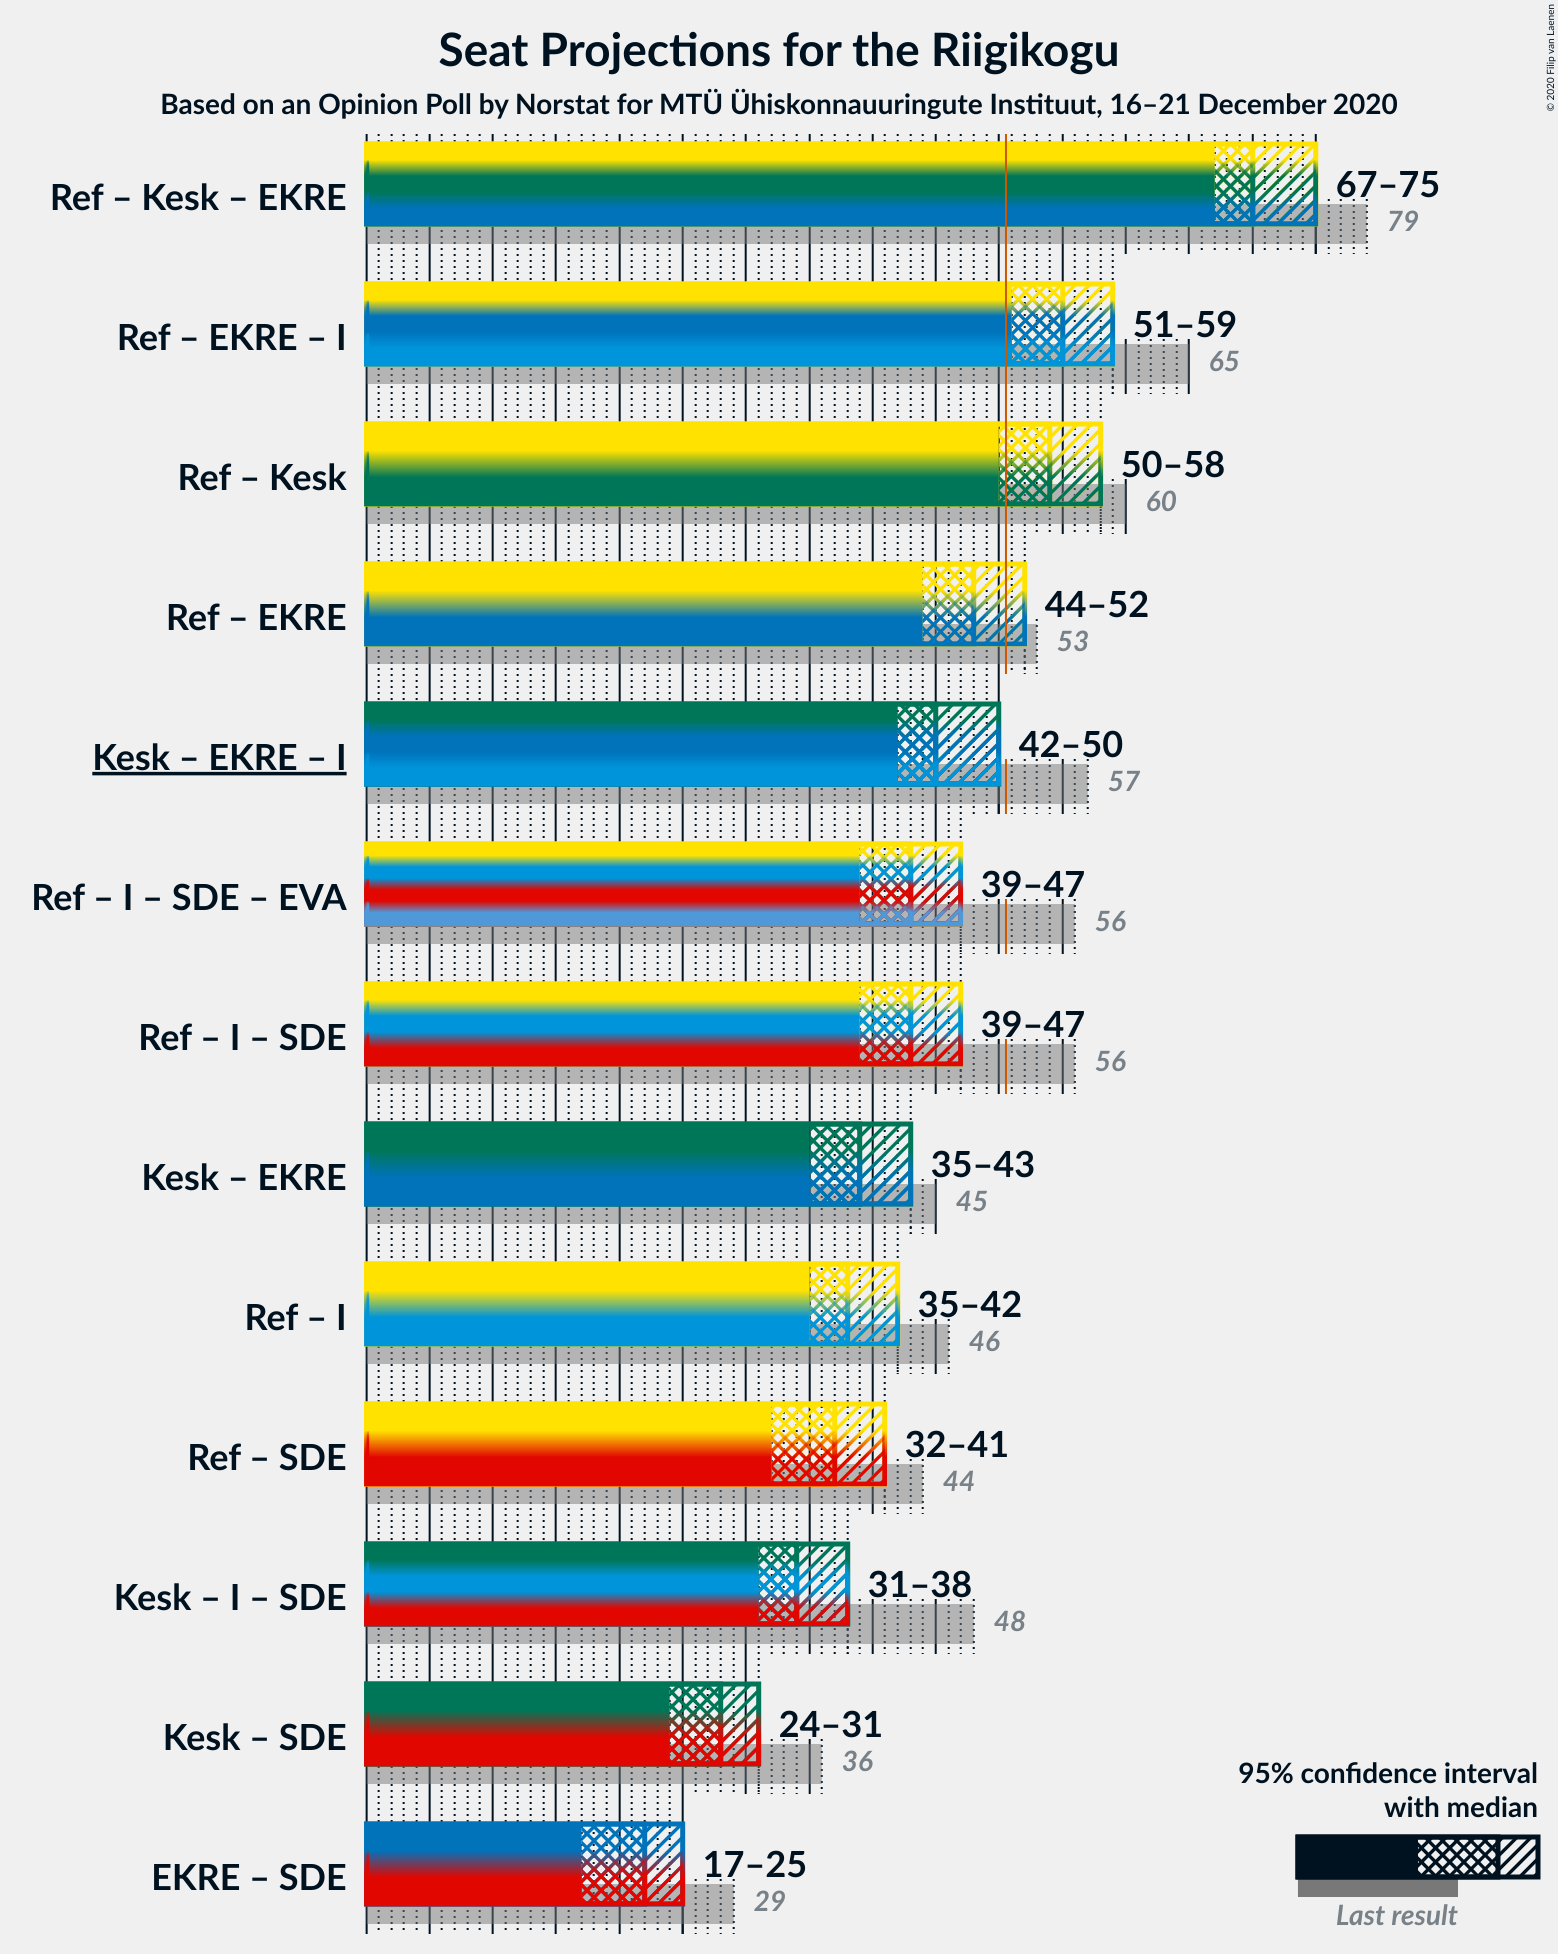 Seat Projections for the Riigikogu
Based on an Opinion Poll by Norstat for MTÜ Ühiskonnauuringute Instituut, 16–21 December 2020
© 2020 Filip van Laenen
Ref – Kesk – EKRE
67–75
79
Ref – EKRE – I
51–59
65
Ref – Kesk
50–58
60
Ref – EKRE
44–52
53
Kesk – EKRE – I
42–50
57
Ref – I – SDE – EVA
39–47
56
Ref – I – SDE
39–47
56
Kesk – EKRE
35–43
45
Ref – I
35–42
46
Ref – SDE
32–41
44
Kesk – I – SDE
31–38
48
Kesk – SDE
24–31
36
EKRE – SDE
17–25
29
95% confidence interval
with median
Last result